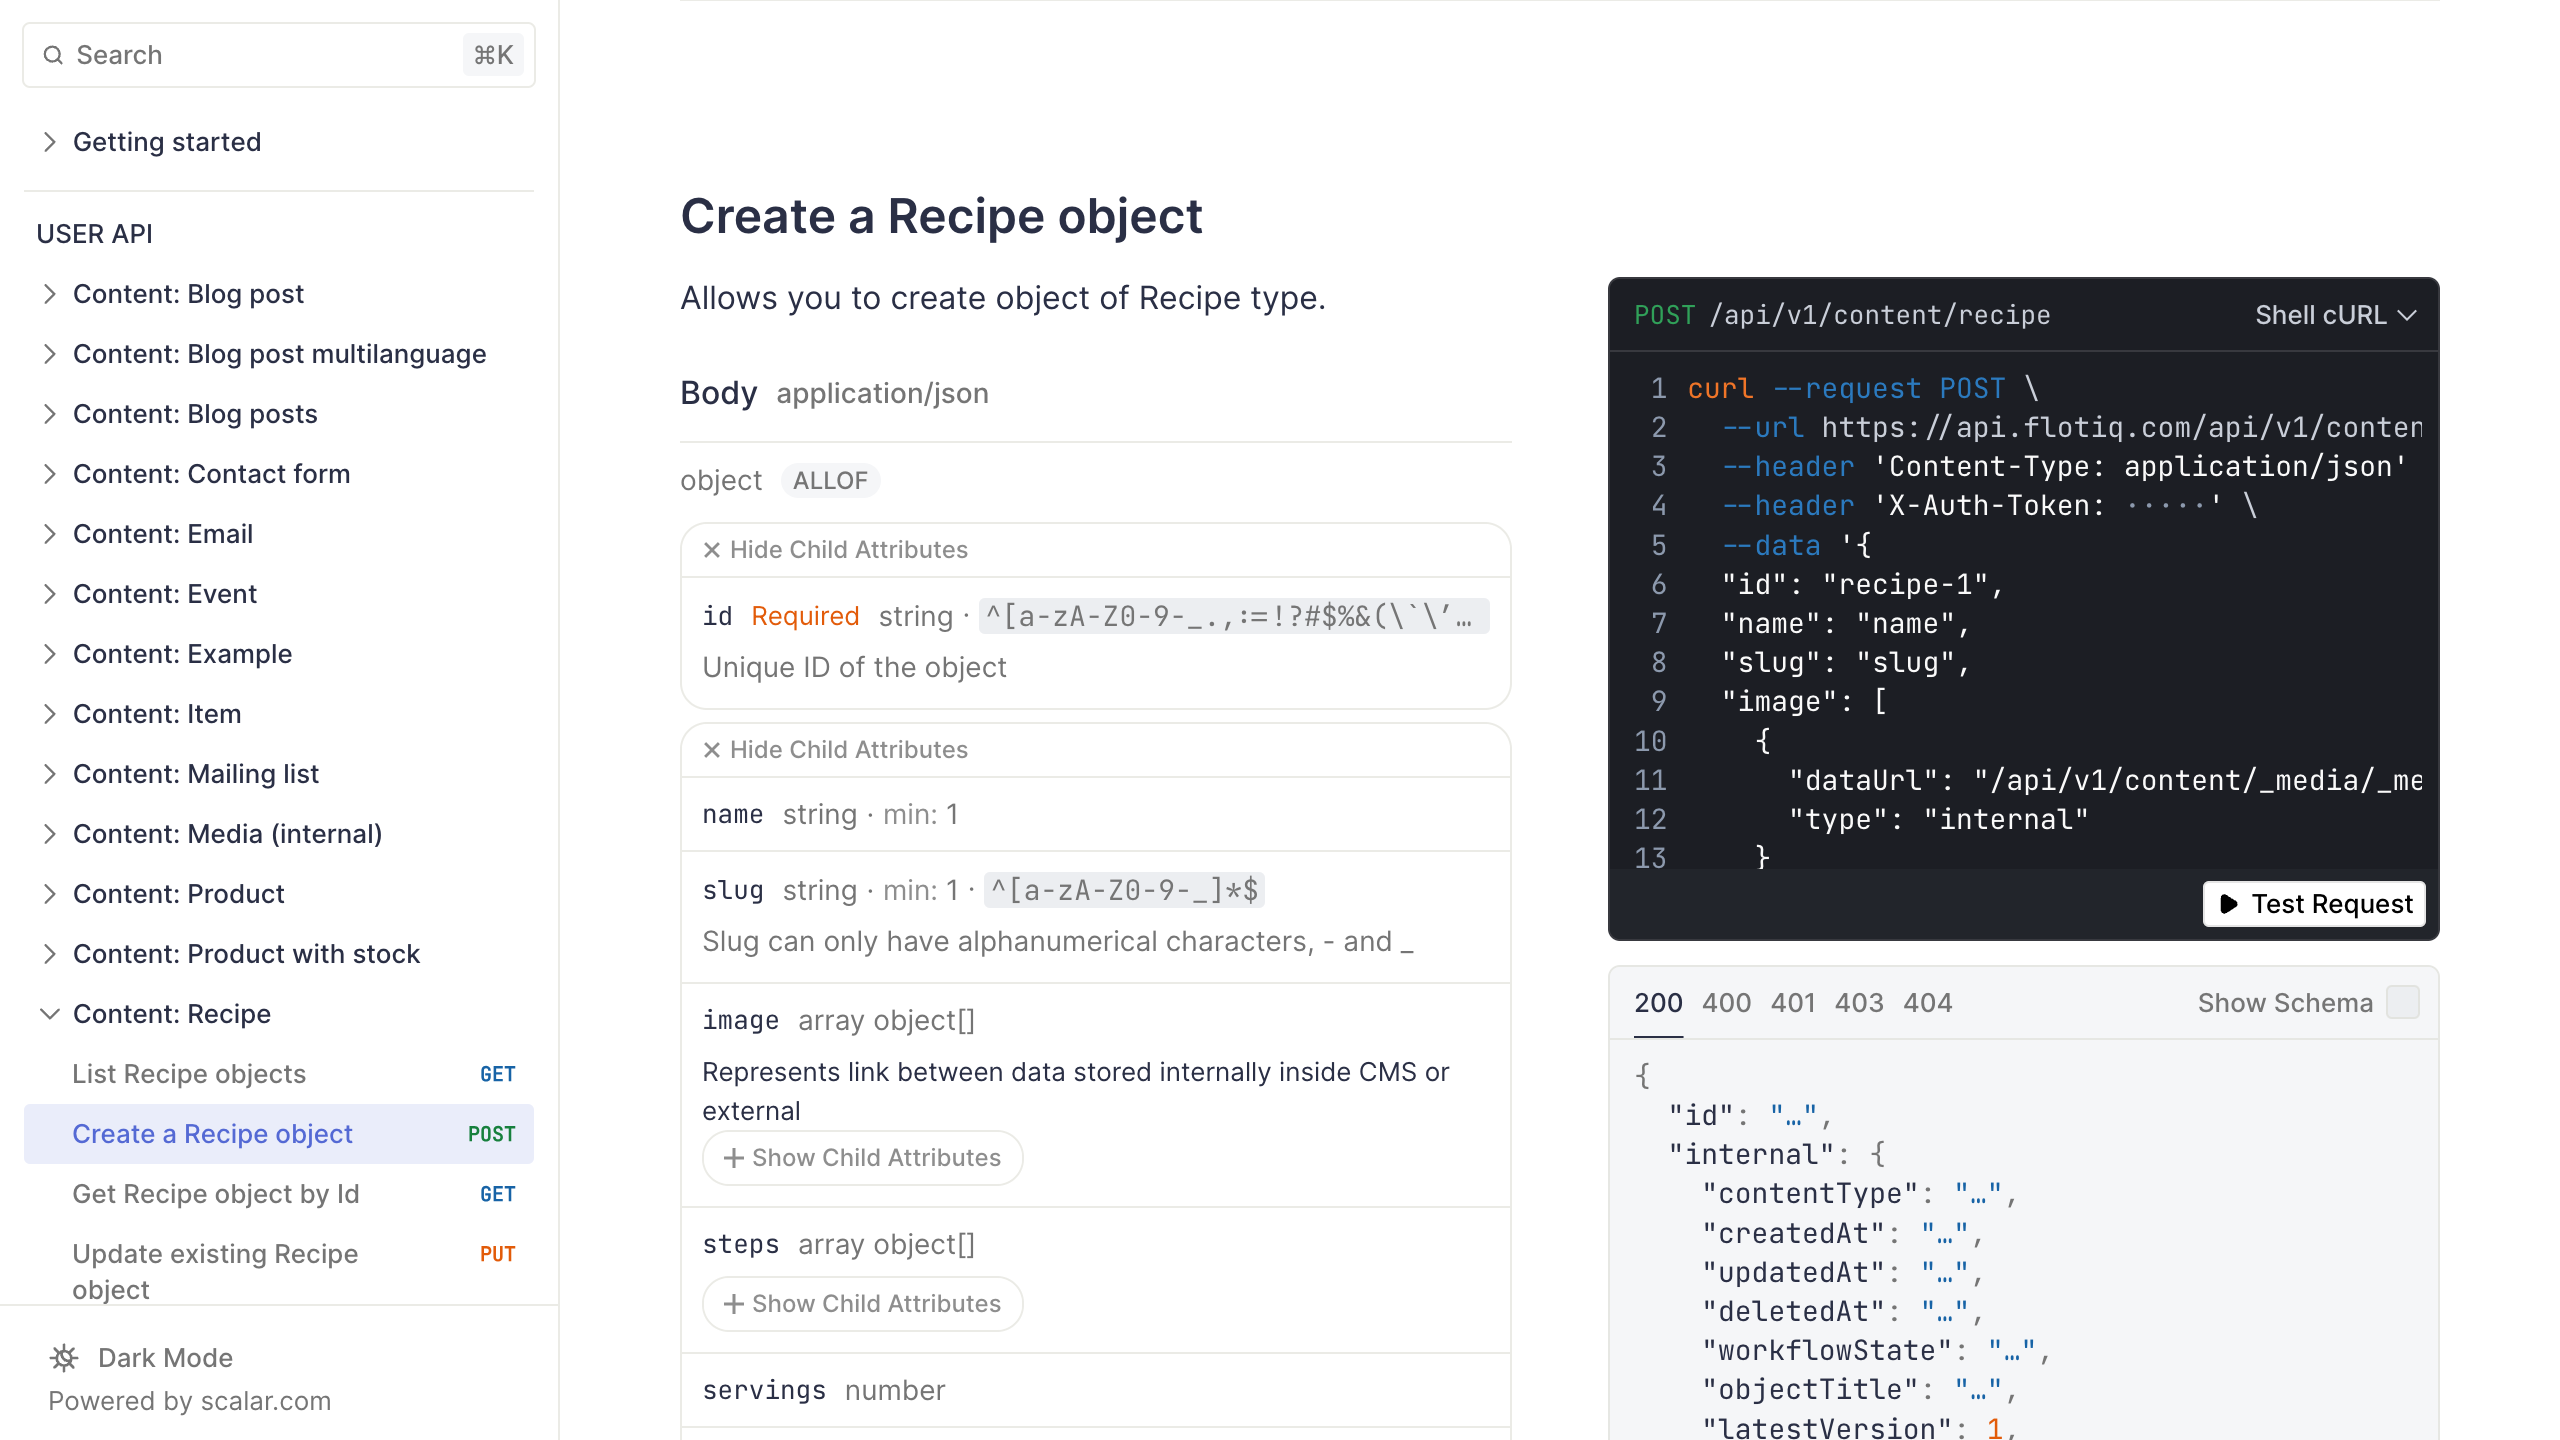 Search
⌘K
Getting started
USER API
Content: Blog post
Content: Blog post multilanguage
Content: Blog posts
Content: Contact form
Content: Email
Content: Event
Content: Example
Content: Item
Content: Mailing list
Content: Media (internal)
Content: Product
Content: Product with stock
Content: Recipe
List Recipe objects GET
Create a Recipe object POST
Get Recipe object by Id GET
Update existing Recipe PUT
object
Dark Mode
Powered by scalar.com
Create a Recipe object
Allows you to create object of Recipe type.
Body application/json
object ALLOF
Hide Child Attributes
id Required string · ^[a-zA-Z0-9-_.,:=!?#$%&(\`\’…
Unique ID of the object
Hide Child Attributes
name string · min: 1
slug string · min: 1 · ^[a-zA-Z0-9-_]*$
Slug can only have alphanumerical characters, - and _
image array object[]
Represents link between data stored internally inside CMS or
external
Show Child Attributes
steps array object[]
Show Child Attributes
servings number
POST /api/v1/content/recipe Shell cURL
1 curl --request POST \
2 --url https://api.flotiq.com/api/v1/conten
3 --header 'Content-Type: application/json'
4 --header 'X-Auth-Token: ·····' \
5 --data '{
6 "id": "recipe-1",
7 "name": "name",
8 "slug": "slug",
9 "image": [
10 {
11 "dataUrl": "/api/v1/content/_media/_me
12 "type": "internal"
13 }
Test Request
200 400 401 403 404 Show Schema
{
"id": "…",
"internal": {
"contentType": "…",
"createdAt": "…",
"updatedAt": "…",
"deletedAt": "…",
"workflowState": "…",
"objectTitle": "…",
"latestVersion": 1,